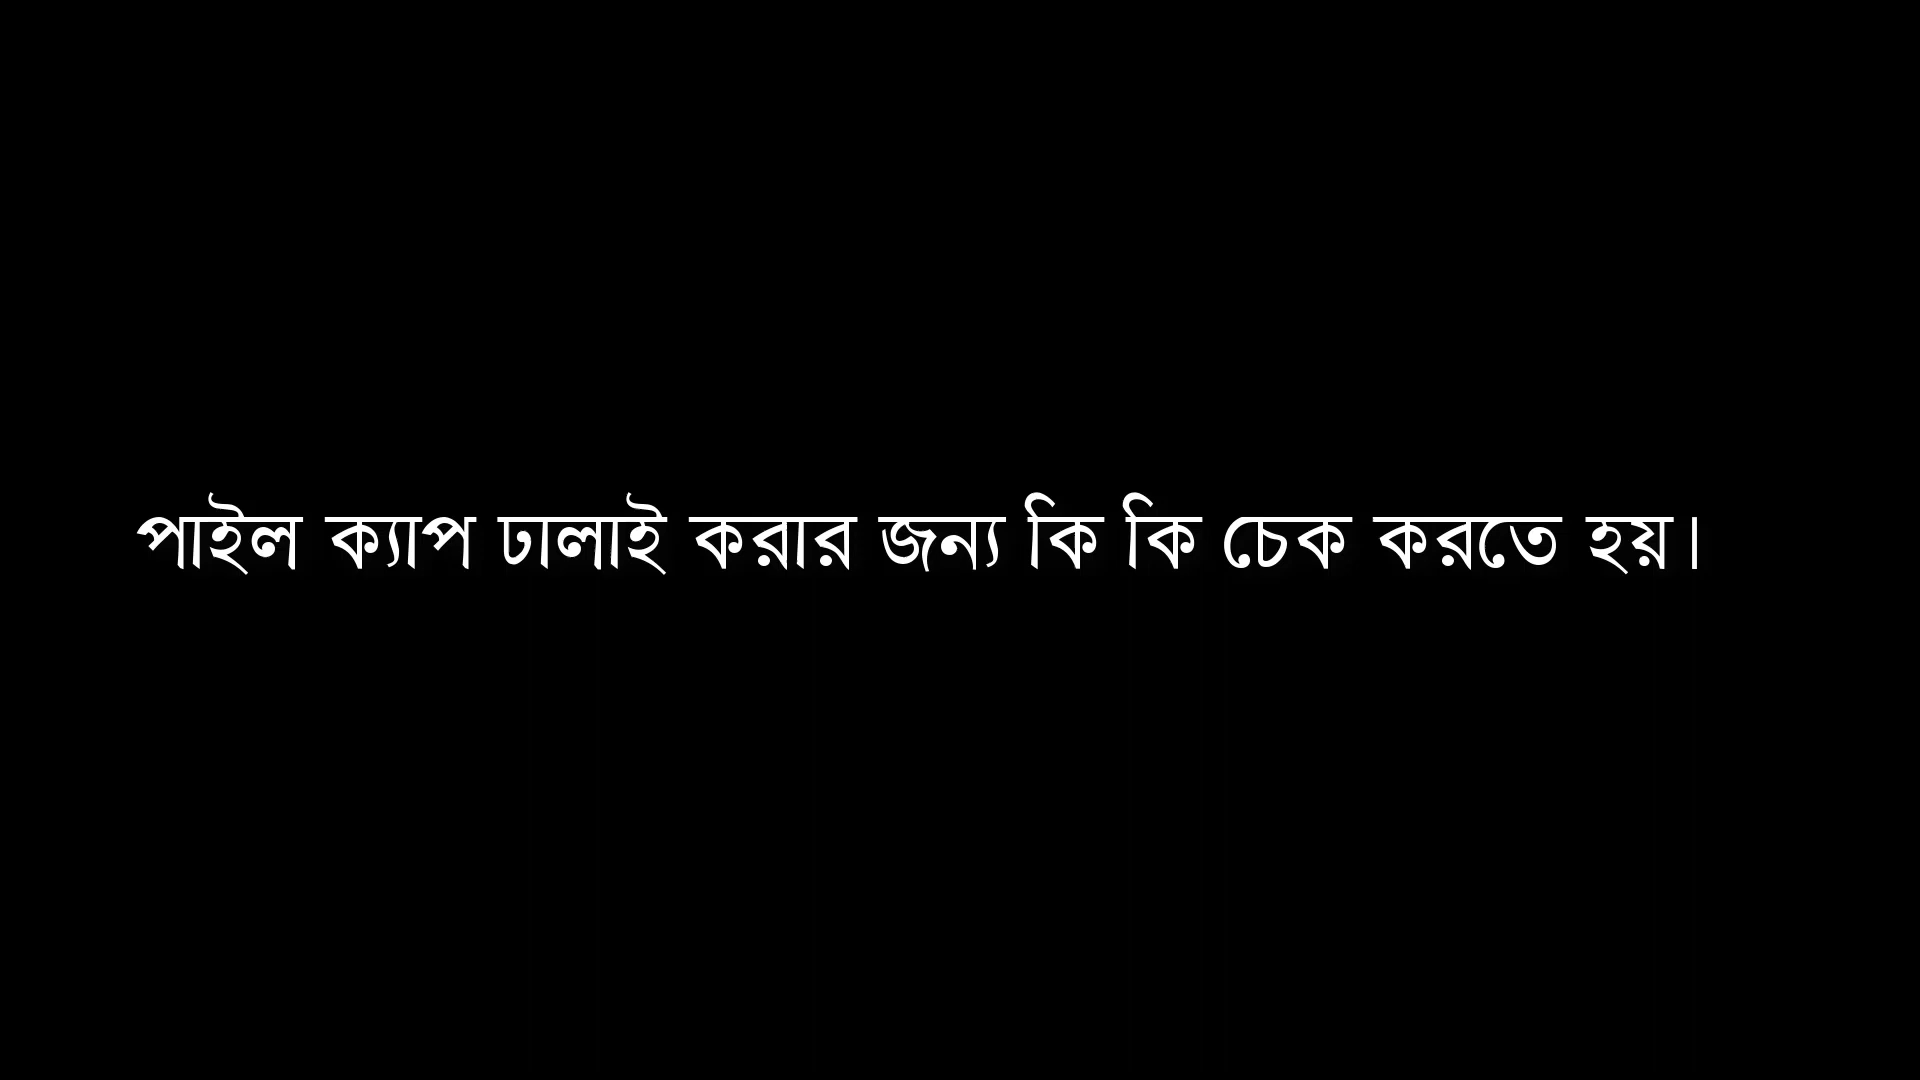 পাইল ক্যাপ ঢালাই করার জন্য কি কি চেক করতে হয়।